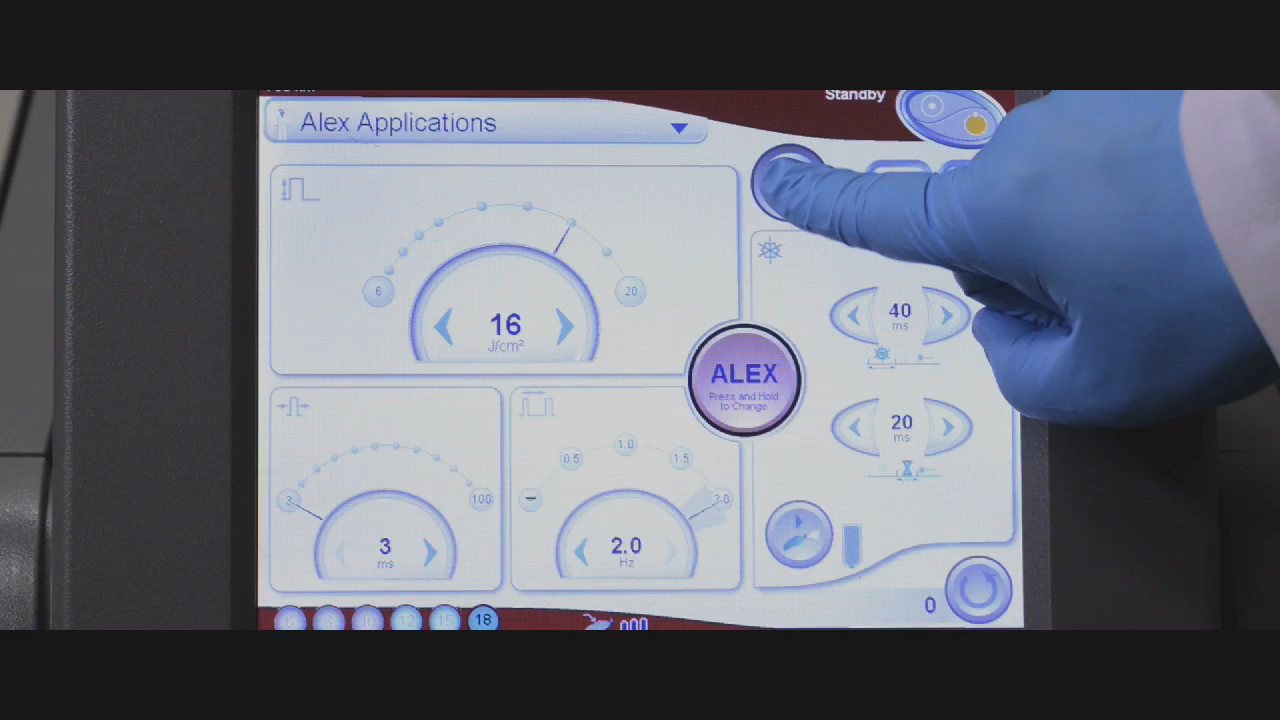 Standby
Alex Applications
6
20
16
J/cm²
40
ms
ALEX
Press and Hold
to Change
20
ms
0.5
1.0
1.5
2.0
3
100
3
ms
2.0
Hz
0
18